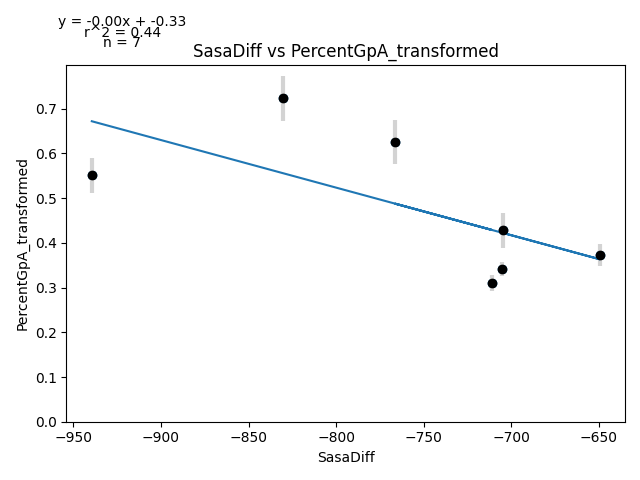 y = -0.00x + -0.33
r^2 = 0.44
n = 7
SasaDiff vs PercentGpA_transformed
PercentGpA_transformed
0.7
0.6
0.5
0.4
0.3
0.2
0.1
0.0
−950 −900 −850 −800 −750 −700 −650
SasaDiff